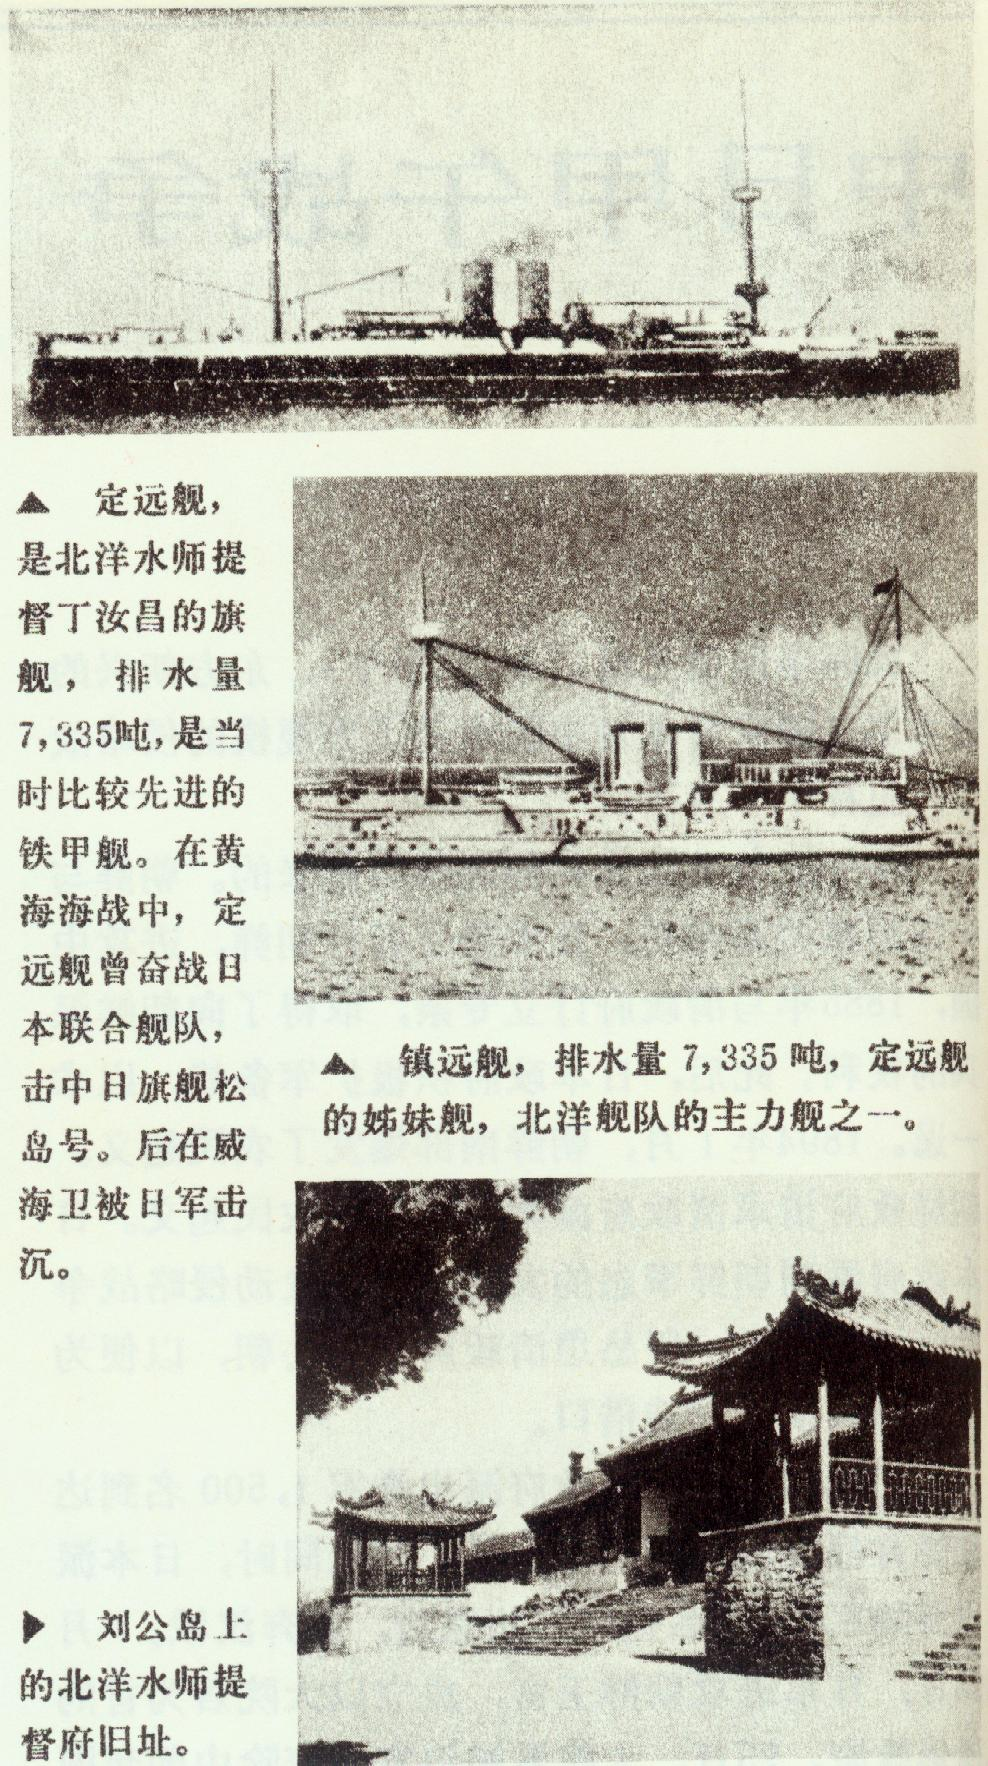 ▲ 定远舰，
是北洋水师提
督丁汝昌的旗
舰，排水量
7,335吨，是当
时比较先进的
铁甲舰。在黄
海海战中，定
远舰曾奋战日
本联合舰队，
击中日旗舰松
岛号。后在威
海卫被日军击
沉。
▲ 镇远舰，排水量 7,335 吨，定远舰
的姊妹舰，北洋舰队的主力舰之一。
▶ 刘公岛上
的北洋水师提
督府旧址。